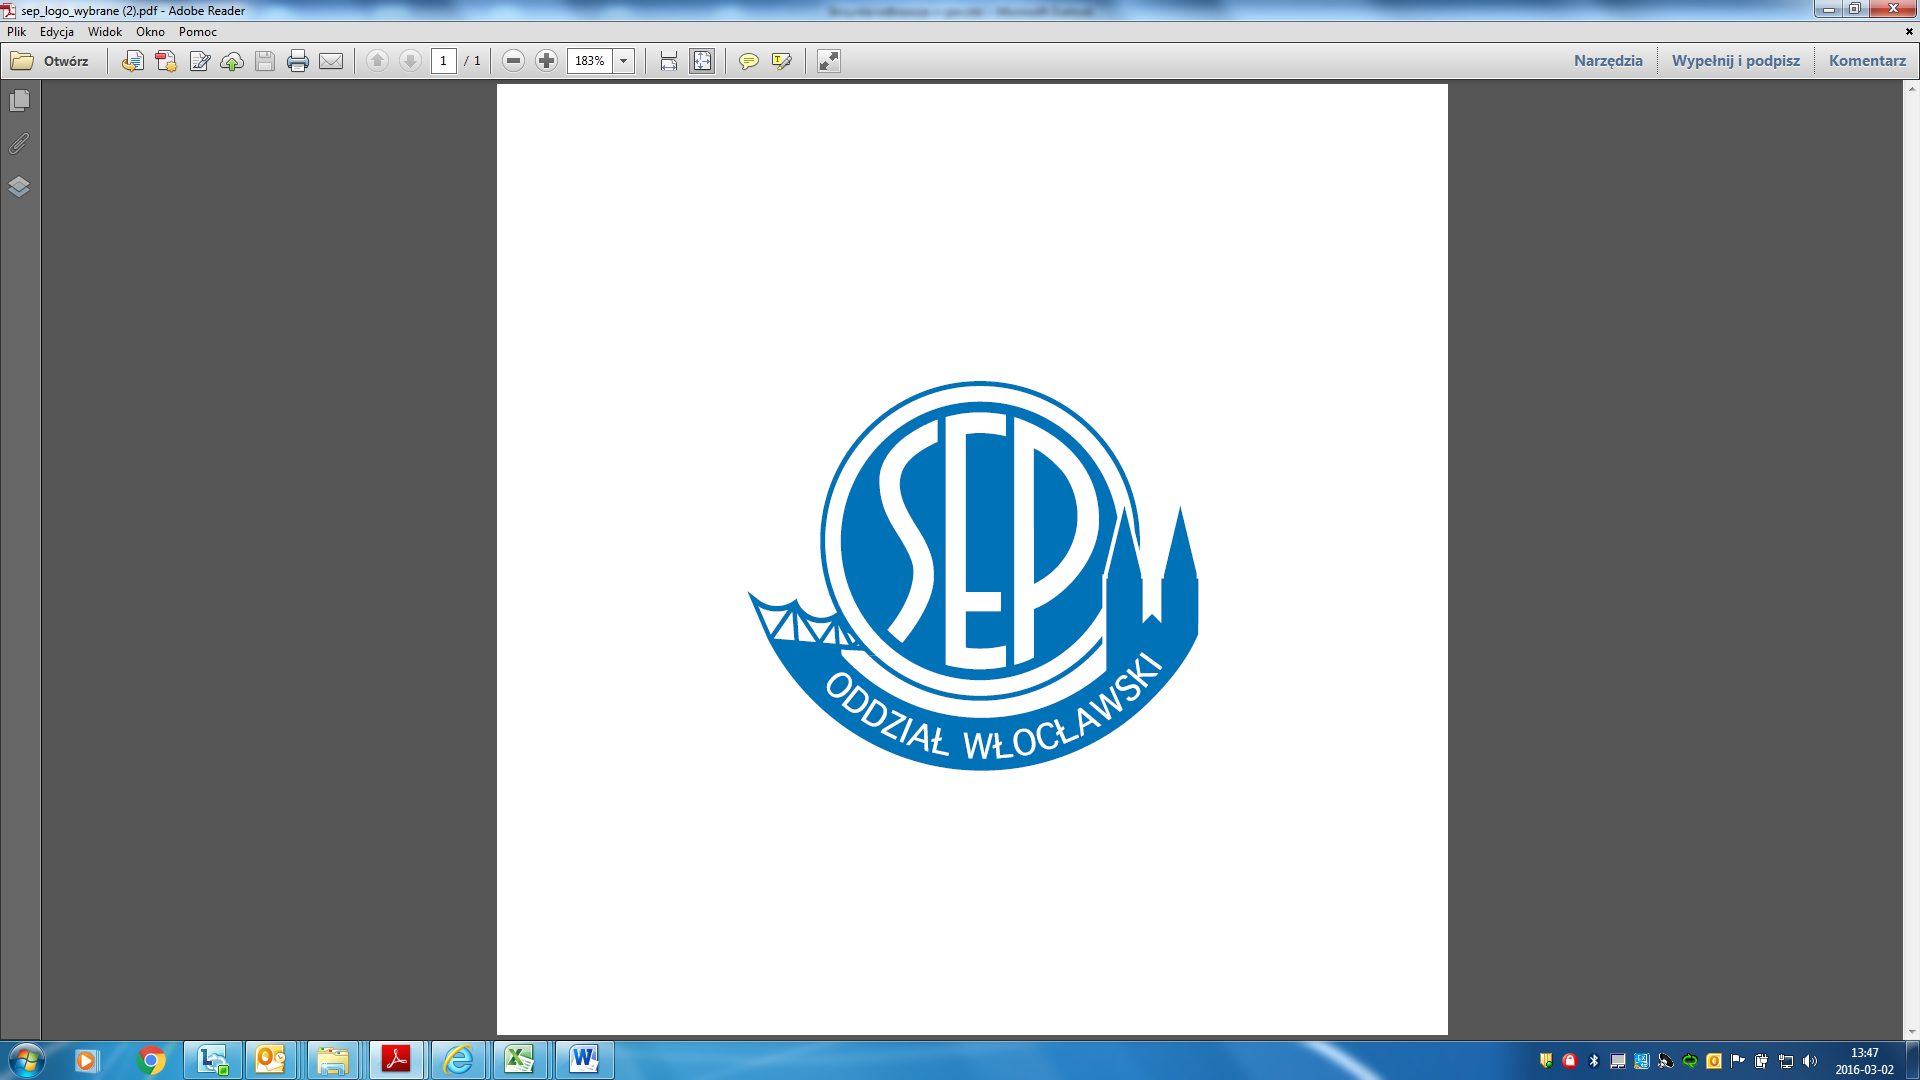 sep_logo_wybrane (2).pdf - Adobe Reader
Plik Edycja Widok Okno Pomoc
Otwórz 1 / 1 183% Narzędzia Wypełnij i podpisz Komentarz
SEP
ODDZIAŁ WŁOCŁAWSKI
13:47
2016-03-02